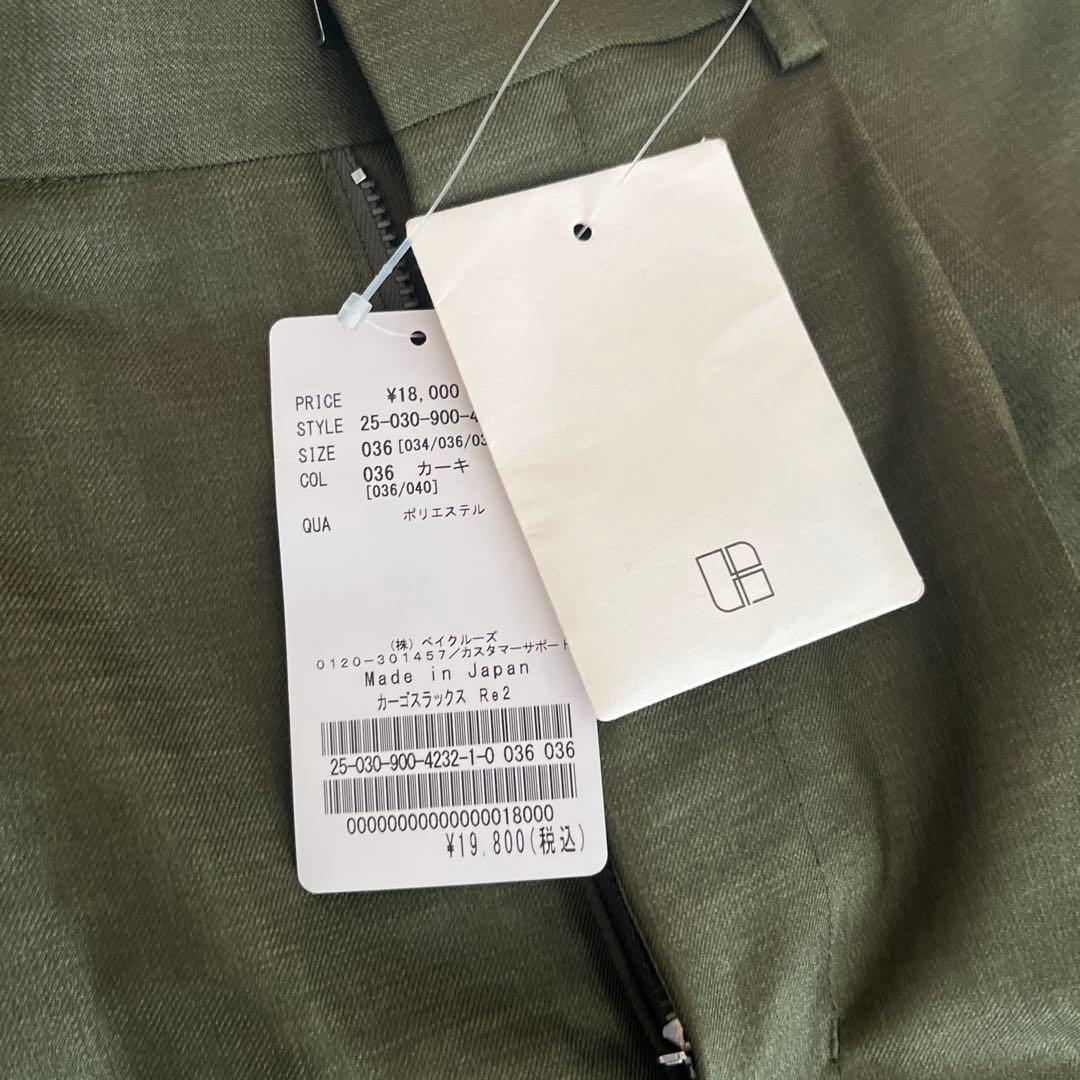 PRICE ¥18,000
STYLE 25-030-900-4
SIZE 036 [034/036/03
COL 036 カーキ
[036/040]
QUA ポリエステル
(株) ベイクルーズ
0120-301457/カスタマーサポート
Made in Japan
カーゴスラックス Re2
25-030-900-4232-1-0 036 036
00000000000000018000
¥19,800(税込)